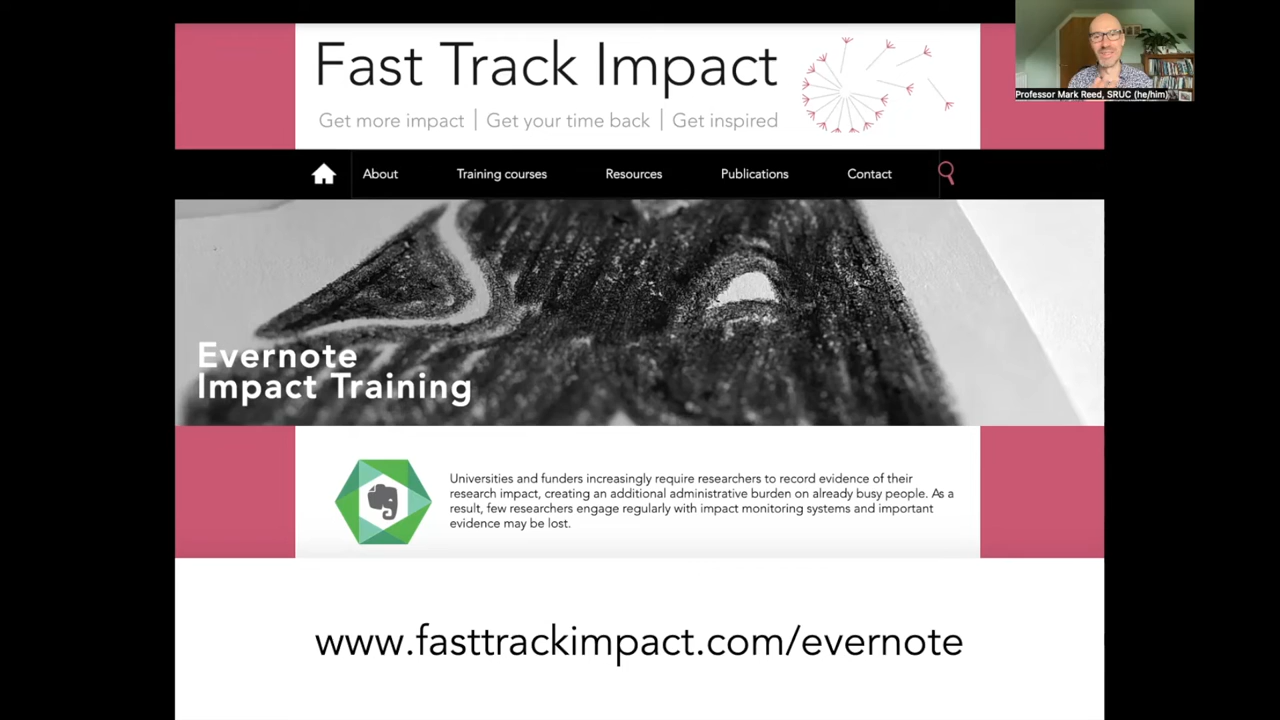 Fast Track Impact
Get more impact | Get your time back | Get inspired
Professor Mark Reed, SRUC (he/him)
About Training courses Resources Publications Contact
Evernote
Impact Training
Universities and funders increasingly require researchers to record evidence of their
research impact, creating an additional administrative burden on already busy people. As a
result, few researchers engage regularly with impact monitoring systems and important
evidence may be lost.
www.fasttrackimpact.com/evernote